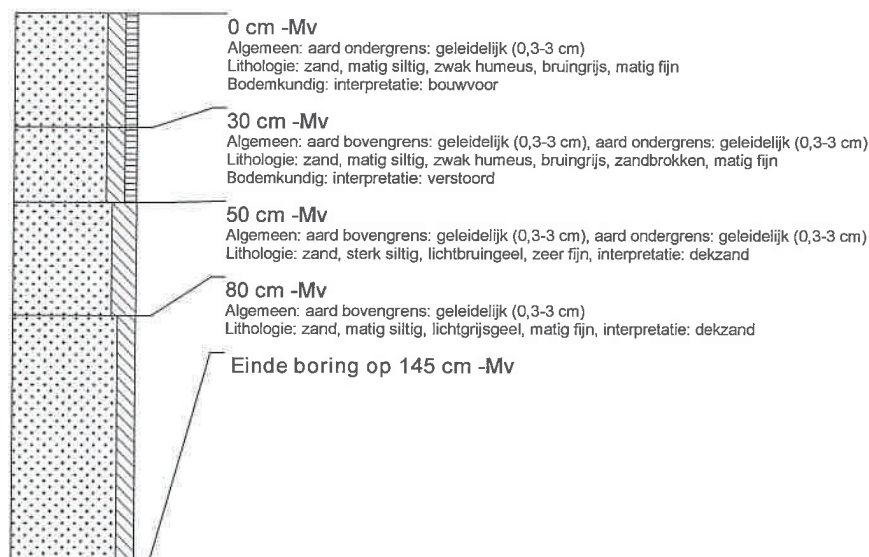 0 cm -Mv
Algemeen: aard ondergrens: geleidelijk (0,3-3 cm)
Lithologie: zand, matig siltig, zwak humeus, bruingrijs, matig fijn
Bodemkundig: interpretatie: bouwvoor
30 cm -Mv
Algemeen: aard bovengrens: geleidelijk (0,3-3 cm), aard ondergrens: geleidelijk (0,3-3 cm)
Lithologie: zand, matig siltig, zwak humeus, bruingrijs, zandbrokken, matig fijn
Bodemkundig: interpretatie: verstoord
50 cm -Mv
Algemeen: aard bovengrens: geleidelijk (0,3-3 cm), aard ondergrens: geleidelijk (0,3-3 cm)
Lithologie: zand, sterk siltig, lichtbruingeel, zeer fijn, interpretatie: dekzand
80 cm -Mv
Algemeen: aard bovengrens: geleidelijk (0,3-3 cm)
Lithologie: zand, matig siltig, lichtgrijsgeel, matig fijn, interpretatie: dekzand
Einde boring op 145 cm -Mv